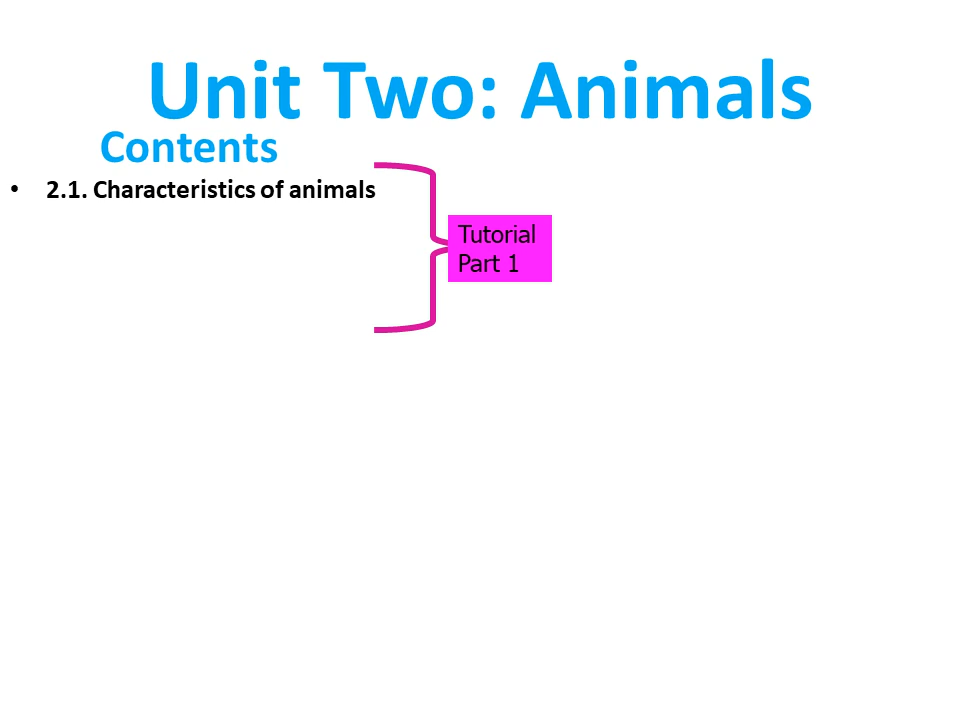 Unit Two: Animals
Contents
• 2.1. Characteristics of animals
Tutorial
Part 1